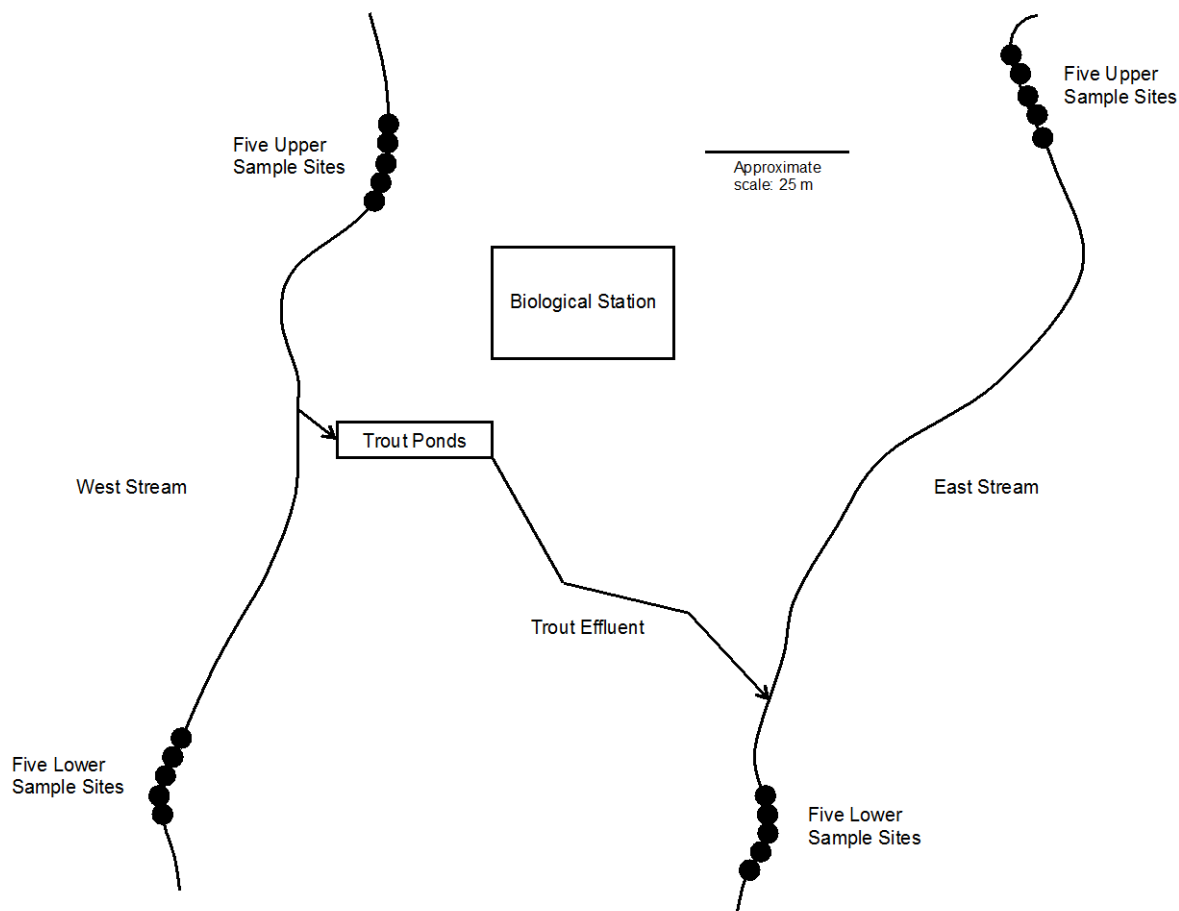 Five Upper
Sample Sites
Five Upper
Sample Sites
Approximate
scale: 25 m
Biological Station
Trout Ponds
West Stream
East Stream
Trout Effluent
Five Lower
Sample Sites
Five Lower
Sample Sites